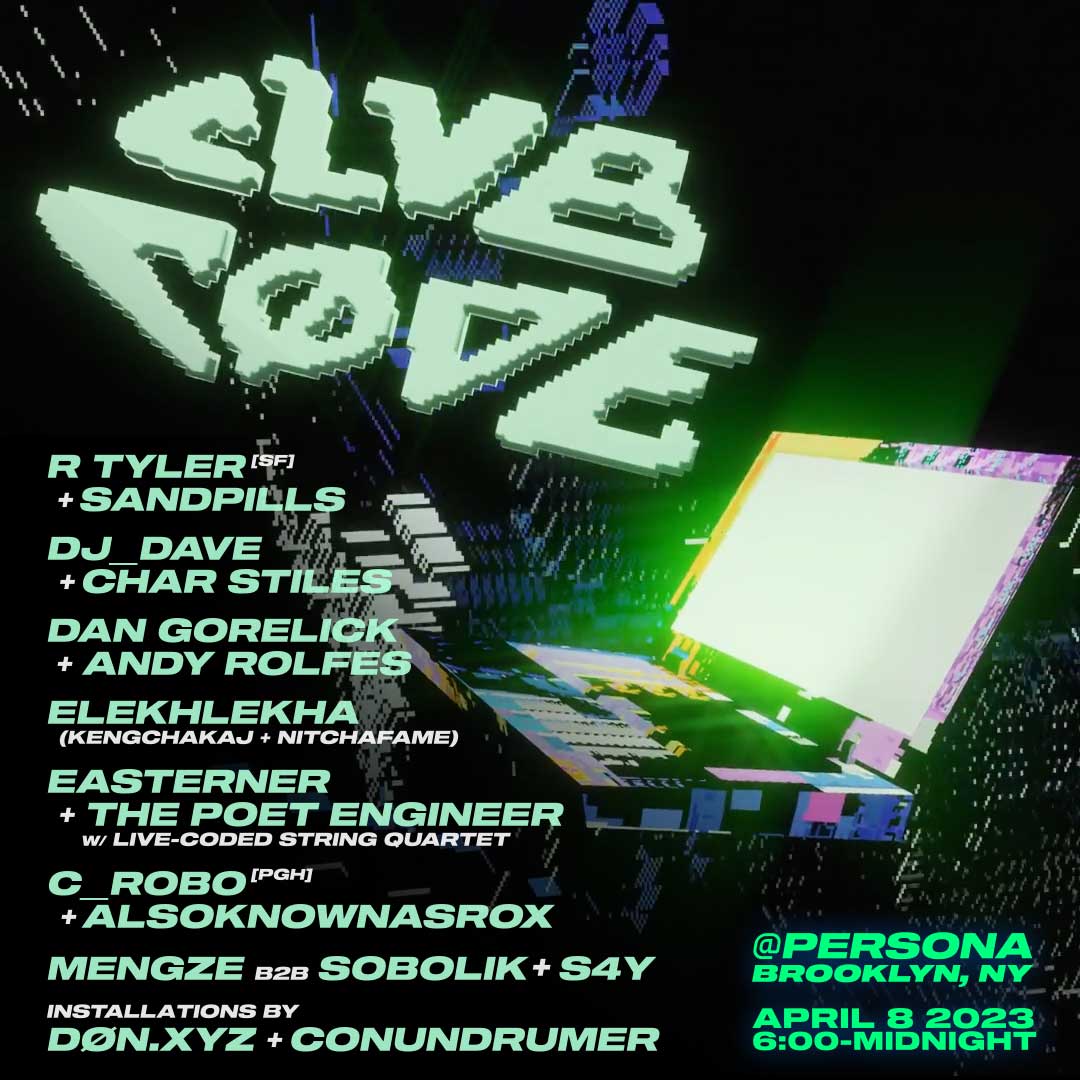 CLVB
CØDE
R TYLER [SF]
+ SANDPILLS
DJ_DAVE
+ CHAR STILES
DAN GORELICK
+ ANDY ROLFES
ELEKHLEKHA
(KENGCHAKAJ + NITCHAFAME)
EASTERNER
+ THE POET ENGINEER
W/ LIVE-CODED STRING QUARTET
C_ROBO [PGH]
+ ALSOKNOWNASROX
MENGZE B2B SOBOLIK + S4Y
INSTALLATIONS BY
DØN.XYZ + CONUNDRUMER
@PERSONA
BROOKLYN, NY
APRIL 8 2023
6:00-MIDNIGHT